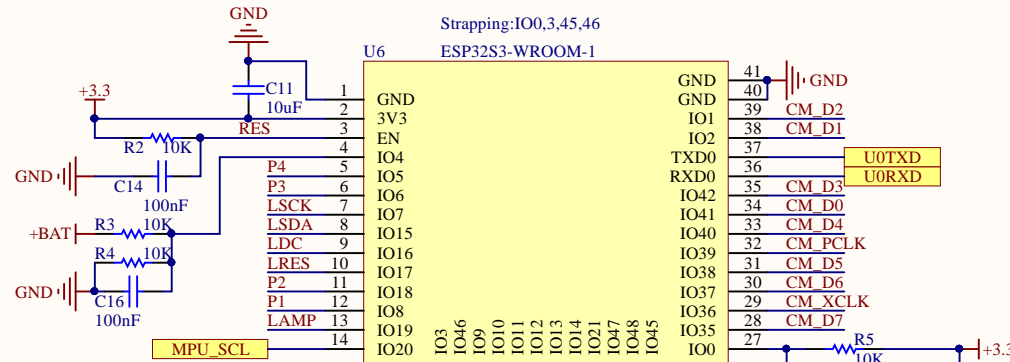 GND
Strapping:IO0,3,45,46
U6
ESP32S3-WROOM-1
C11
10uF
+3.3
R2
10K
RES
GND
C14
100nF
+BAT
R3
10K
R4
10K
GND
C16
100nF
1 GND
2 3V3
3 EN
4 IO4
P4 5 IO5
P3 6 IO6
LSCK 7 IO7
LSDA 8 IO15
LDC 9 IO16
LRES 10 IO17
P2 11 IO18
P1 12 IO8
LAMP 13 IO19
MPU_SCL 14 IO20
IO3
IO46
IO9
IO10
IO11
IO12
IO13
IO14
IO21
IO47
IO48
IO45
GND 41 GND
GND 40
IO1 39 CM_D2
IO2 38 CM_D1
TXD0 37 U0TXD
RXD0 36 U0RXD
IO42 35 CM_D3
IO41 34 CM_D0
IO40 33 CM_D4
IO39 32 CM_PCLK
IO38 31 CM_D5
IO37 30 CM_D6
IO36 29 CM_XCLK
IO35 28 CM_D7
IO0 27
R5
10K
+3.3